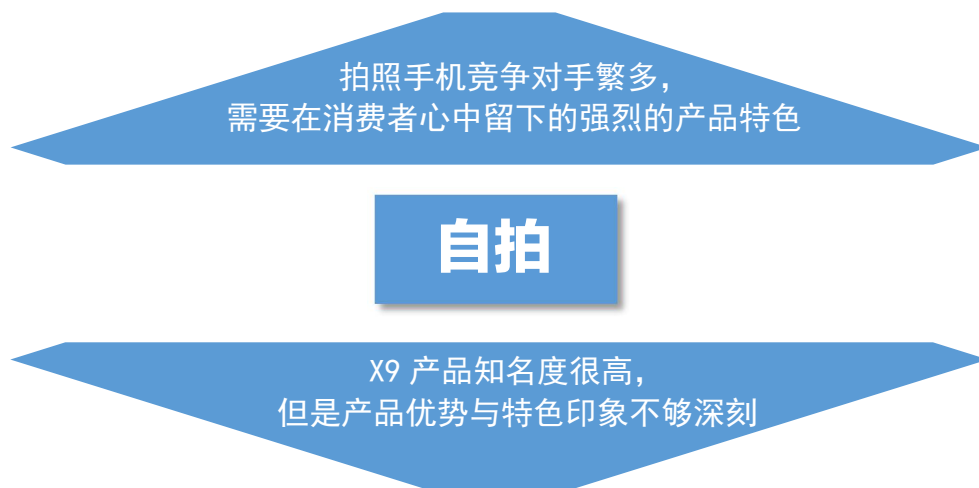 拍照手机竞争对手繁多，
需要在消费者心中留下的强烈的产品特色
自拍
X9 产品知名度很高，
但是产品优势与特色印象不够深刻